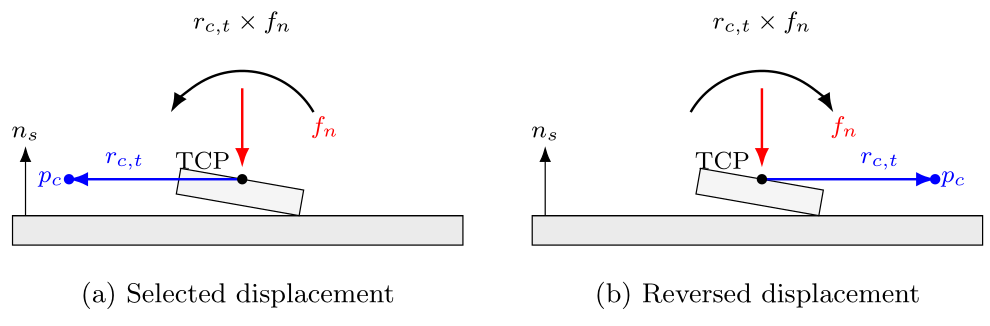 r_{c,t} × f_n
r_{c,t} × f_n
n_s
f_n
n_s
f_n
r_{c,t}
TCP
TCP
r_{c,t}
p_c
p_c
(a) Selected displacement
(b) Reversed displacement